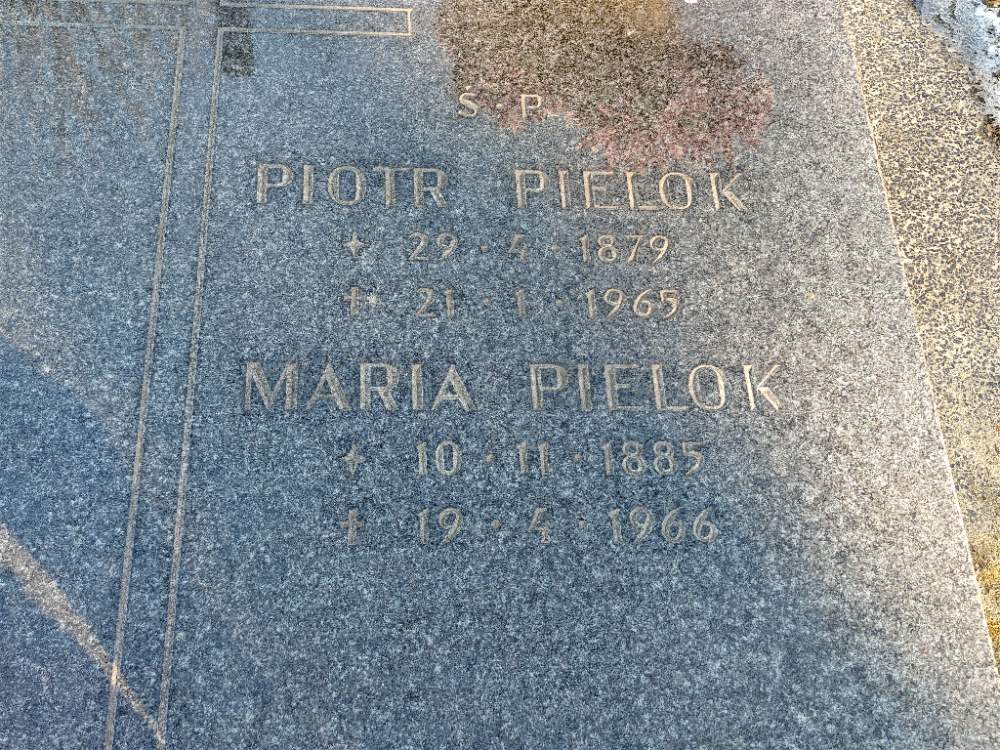 Ś · P ·
PIOTR PIELOK
✦ 29 · 4 · 1879
✝ 21 · 1 · 1965
MARIA PIELOK
✦ 10 · 11 · 1885
✝ 19 · 4 · 1966